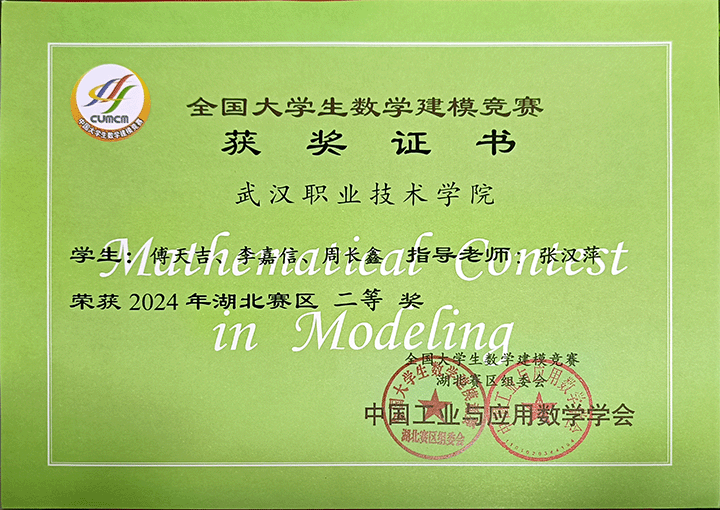 CUMCM
中国大学生数学建模竞赛
全国大学生数学建模竞赛
获奖证书
武汉职业技术学院
学生：傅天吉、李嘉信、周长鑫 指导老师：张汉萍
Mathematical Contest
荣获 2024 年湖北赛区 二等 奖
in Modeling
全国大学生数学建模竞赛
湖北赛区组委会
中国工业与应用数学学会
全国大学生数学建模竞赛
湖北赛区组委会
中国工业与应用数学学会